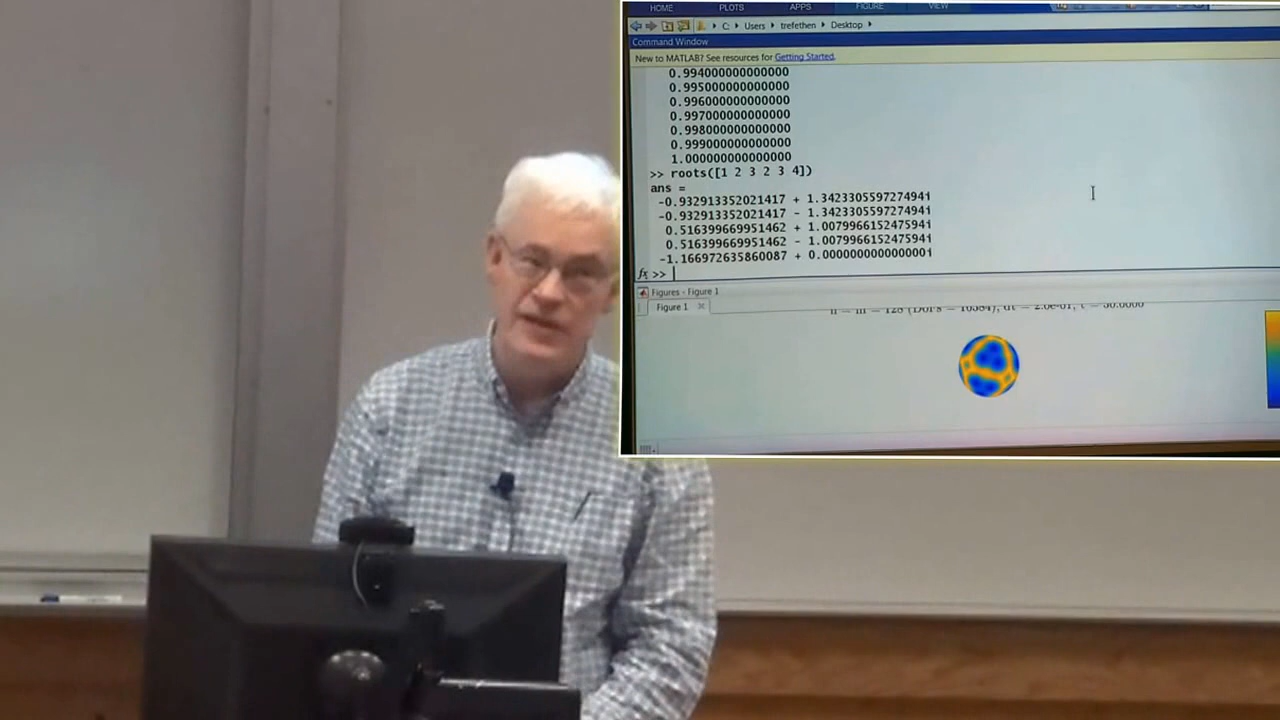 HOME PLOTS APPS FIGURE VIEW
C: Users trefethen Desktop
Command Window
New to MATLAB? See resources for Getting Started.
0.994000000000000
0.995000000000000
0.996000000000000
0.997000000000000
0.998000000000000
0.999000000000000
1.000000000000000
>> roots([1 2 3 2 3 4])
ans =
-0.932913352021417 + 1.342330559727494i
-0.932913352021417 - 1.342330559727494i
0.516399669951462 + 1.007996615247594i
0.516399669951462 - 1.007996615247594i
-1.166972635860087 + 0.000000000000000i
fx >>
Figures - Figure 1
Figure 1